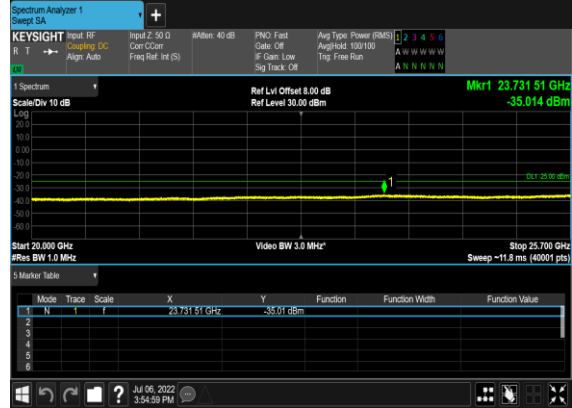 Spectrum Analyzer 1
Swept SA
+
KEYSIGHT Input: RF Input Z: 50 Ω #Atten: 40 dB PNO: Fast Avg Type: Power (RMS) 1 2 3 4 5 6
R T Coupling: DC Corr CCorr Gate: Off Avg|Hold: 100/100 A W W W W W
Align: Auto Freq Ref: Int (S) IF Gain: Low Trig: Free Run
Sig Track: Off A N N N N N
1 Spectrum Ref Lvl Offset 8.00 dB Mkr1 23.731 51 GHz
Scale/Div 10 dB Ref Level 30.00 dBm -35.014 dBm
Log
20.0
10.0
0.00
-10.0
-20.0
-30.0
-40.0
-50.0
-60.0
1
DL1 -25.00 dBm
Start 20.000 GHz Video BW 3.0 MHz* Stop 25.700 GHz
#Res BW 1.0 MHz Sweep ~11.8 ms (40001 pts)
5 Marker Table
Mode Trace Scale X Y Function Function Width Function Value
1 N 1 f 23.731 51 GHz -35.01 dBm
2
3
4
5
6
? Jul 06, 2022
3:54:59 PM